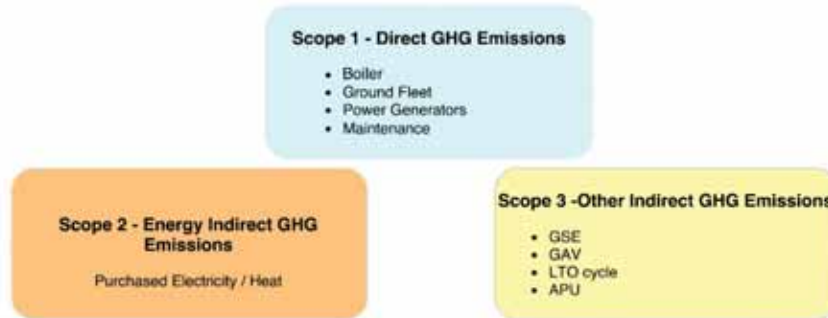 Scope 1 - Direct GHG Emissions
• Boiler
• Ground Fleet
• Power Generators
• Maintenance
Scope 2 - Energy Indirect GHG
Emissions
Purchased Electricity / Heat
Scope 3 -Other Indirect GHG Emissions
• GSE
• GAV
• LTO cycle
• APU